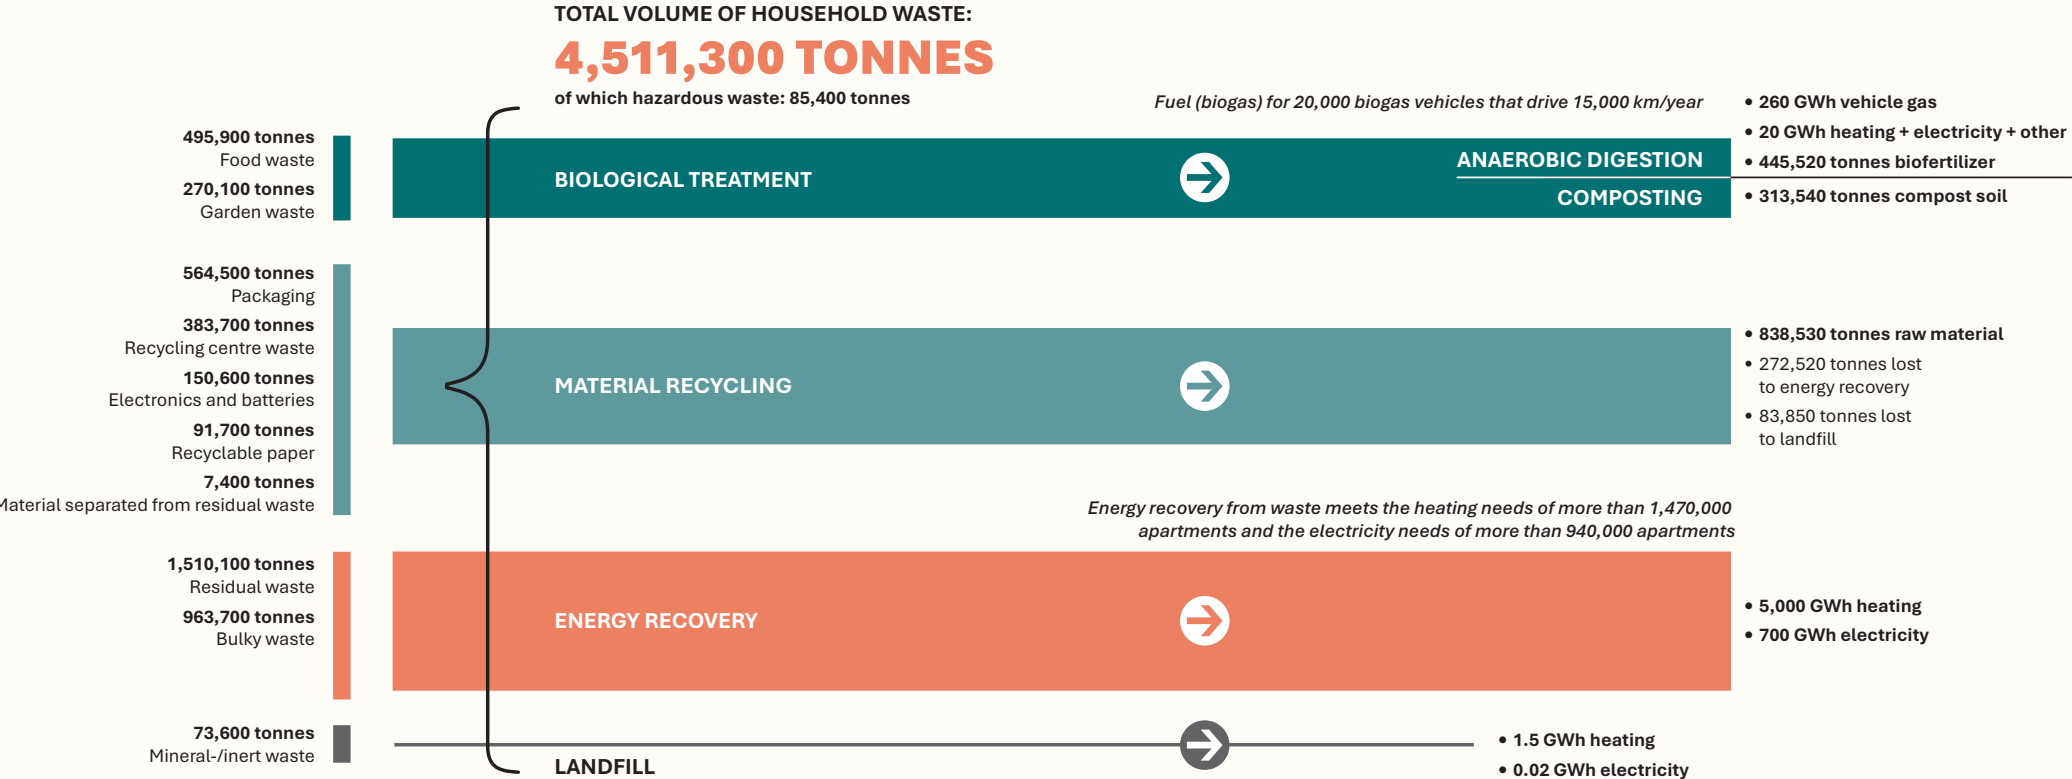 TOTAL VOLUME OF HOUSEHOLD WASTE:
4,511,300 TONNES
of which hazardous waste: 85,400 tonnes
495,900 tonnes
Food waste
270,100 tonnes
Garden waste
BIOLOGICAL TREATMENT
Fuel (biogas) for 20,000 biogas vehicles that drive 15,000 km/year
ANAEROBIC DIGESTION
COMPOSTING
• 260 GWh vehicle gas
• 20 GWh heating + electricity + other
• 445,520 tonnes biofertilizer
• 313,540 tonnes compost soil
564,500 tonnes
Packaging
383,700 tonnes
Recycling centre waste
150,600 tonnes
Electronics and batteries
91,700 tonnes
Recyclable paper
7,400 tonnes
Material separated from residual waste
MATERIAL RECYCLING
• 838,530 tonnes raw material
• 272,520 tonnes lost
to energy recovery
• 83,850 tonnes lost
to landfill
Energy recovery from waste meets the heating needs of more than 1,470,000
apartments and the electricity needs of more than 940,000 apartments
1,510,100 tonnes
Residual waste
963,700 tonnes
Bulky waste
ENERGY RECOVERY
• 5,000 GWh heating
• 700 GWh electricity
73,600 tonnes
Mineral-/inert waste
LANDFILL
• 1.5 GWh heating
• 0.02 GWh electricity